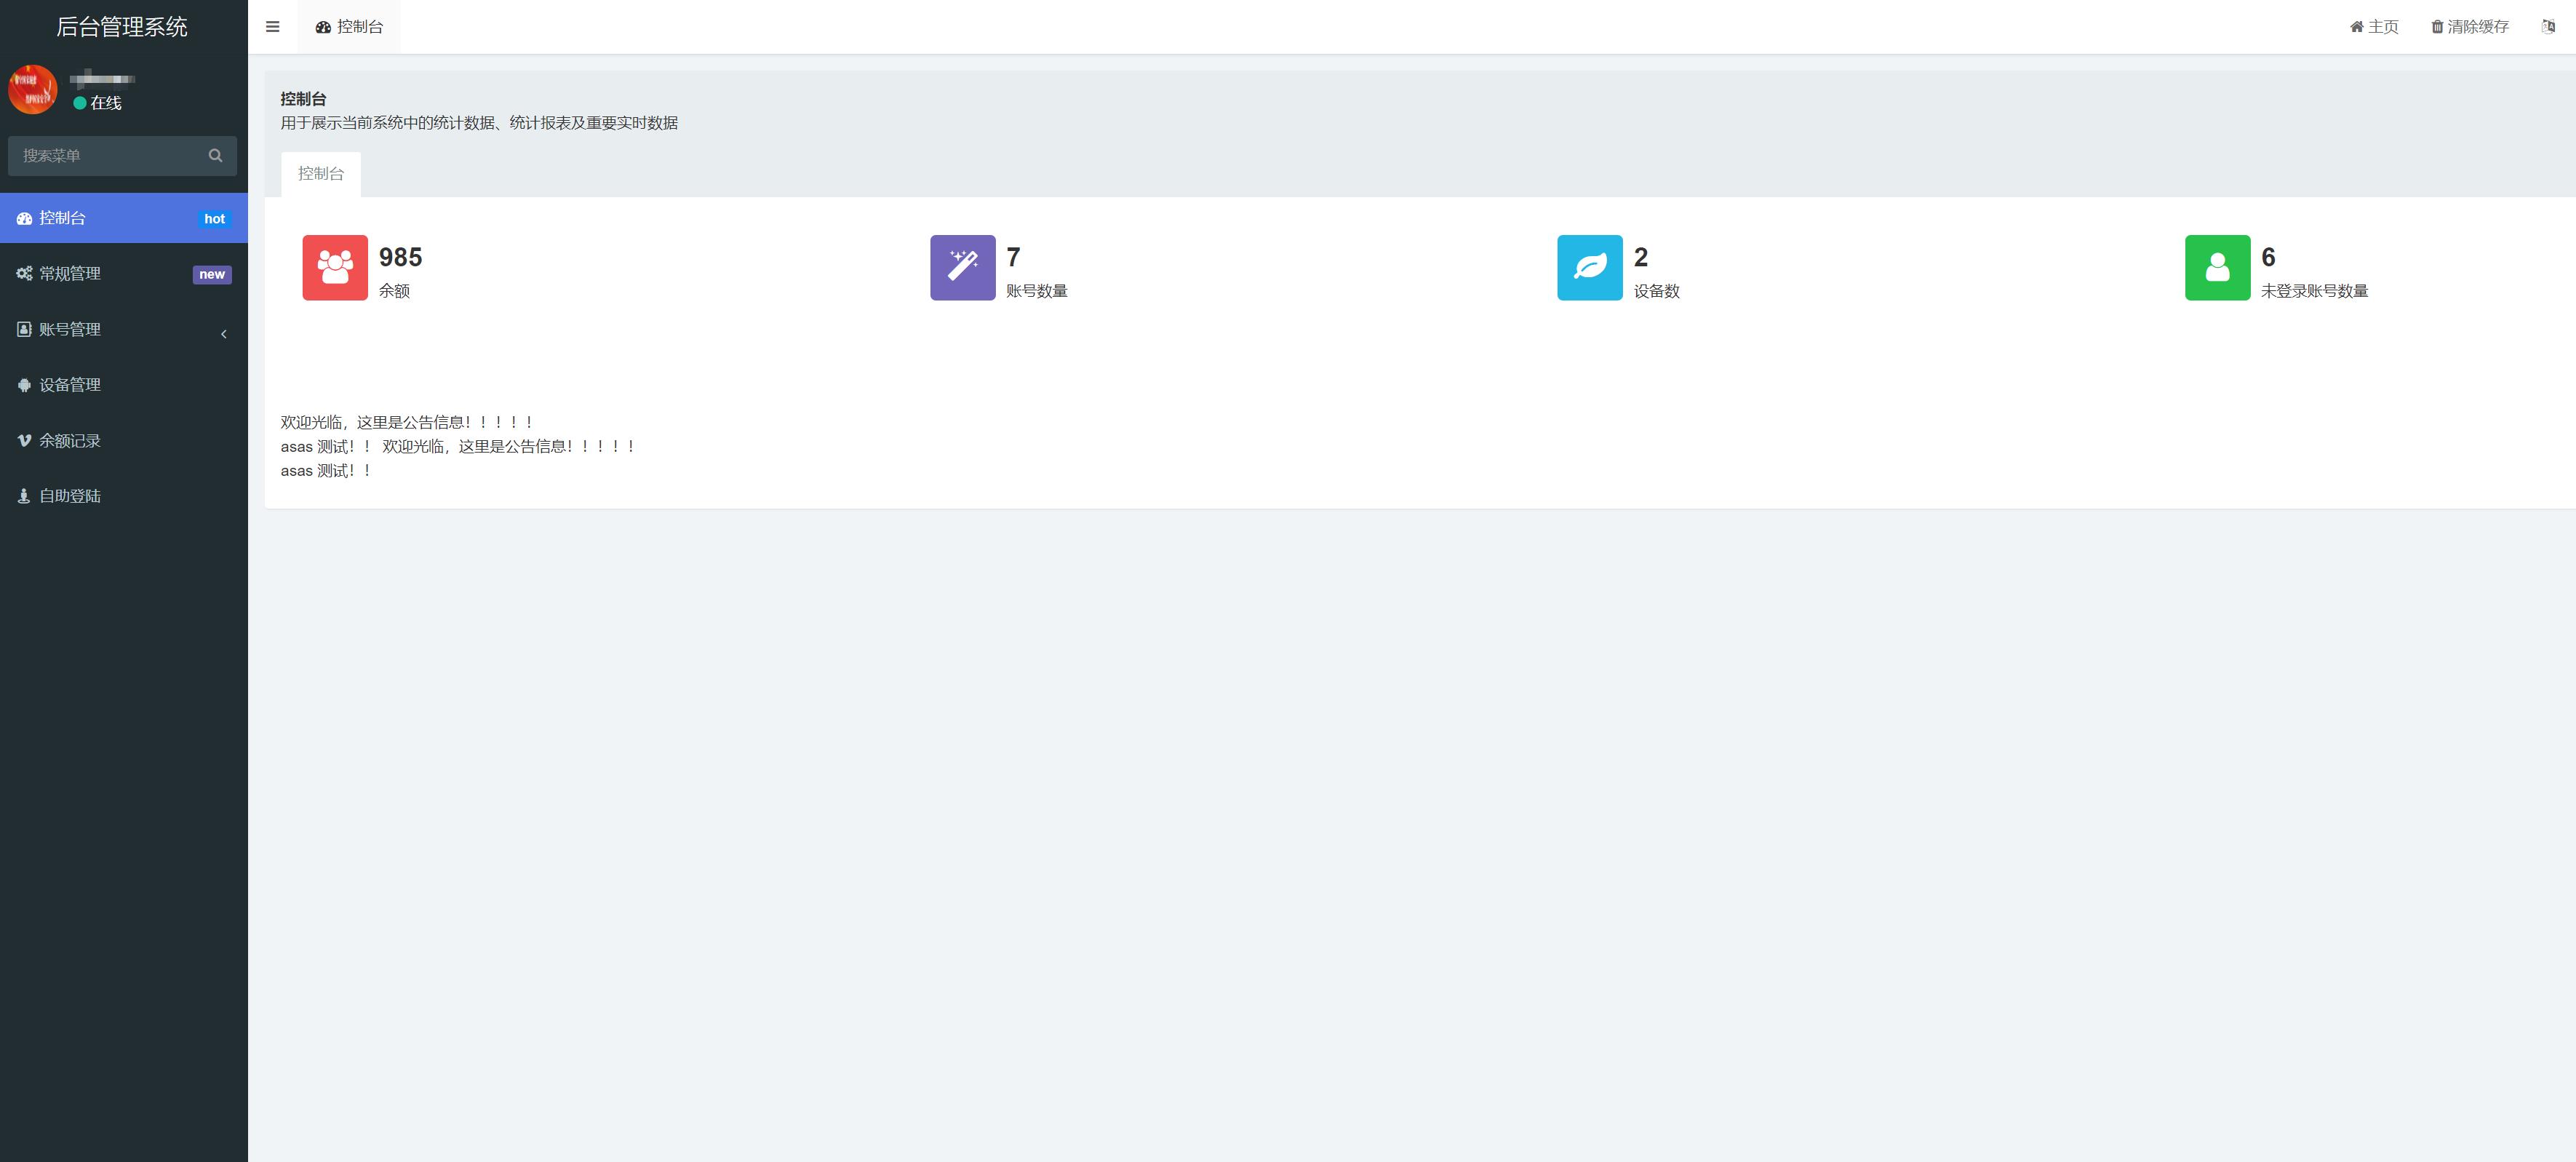 后台管理系统
控制台
主页
清除缓存
在线
搜索菜单
控制台 hot
常规管理 new
账号管理
设备管理
余额记录
自助登陆
控制台
用于展示当前系统中的统计数据、统计报表及重要实时数据
控制台
985
余额
7
账号数量
2
设备数
6
未登录账号数量
欢迎光临，这里是公告信息！！！！！
asas 测试！！ 欢迎光临，这里是公告信息！！！！！
asas 测试！！